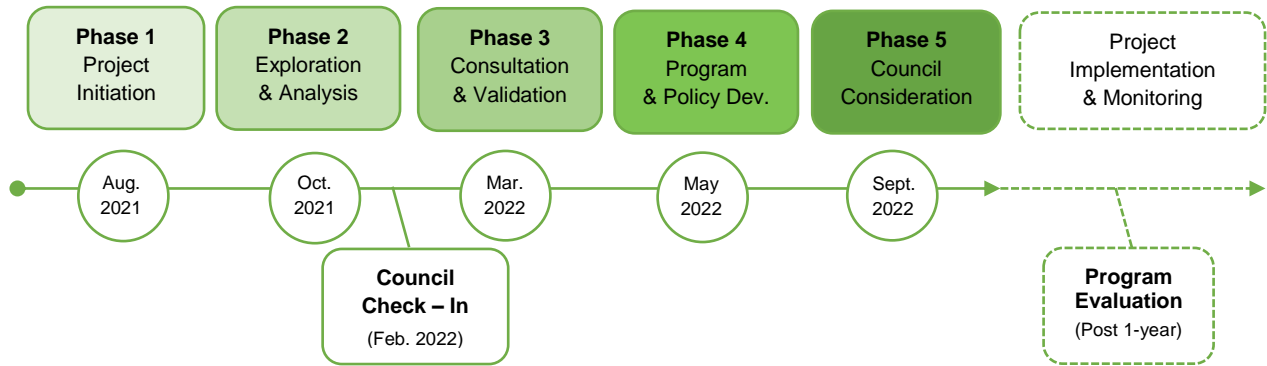 Phase 1
Project
Initiation
Phase 2
Exploration
& Analysis
Phase 3
Consultation
& Validation
Phase 4
Program
& Policy Dev.
Phase 5
Council
Consideration
Project
Implementation
& Monitoring
Aug.
2021
Oct.
2021
Mar.
2022
May
2022
Sept.
2022
Council
Check – In
(Feb. 2022)
Program
Evaluation
(Post 1-year)